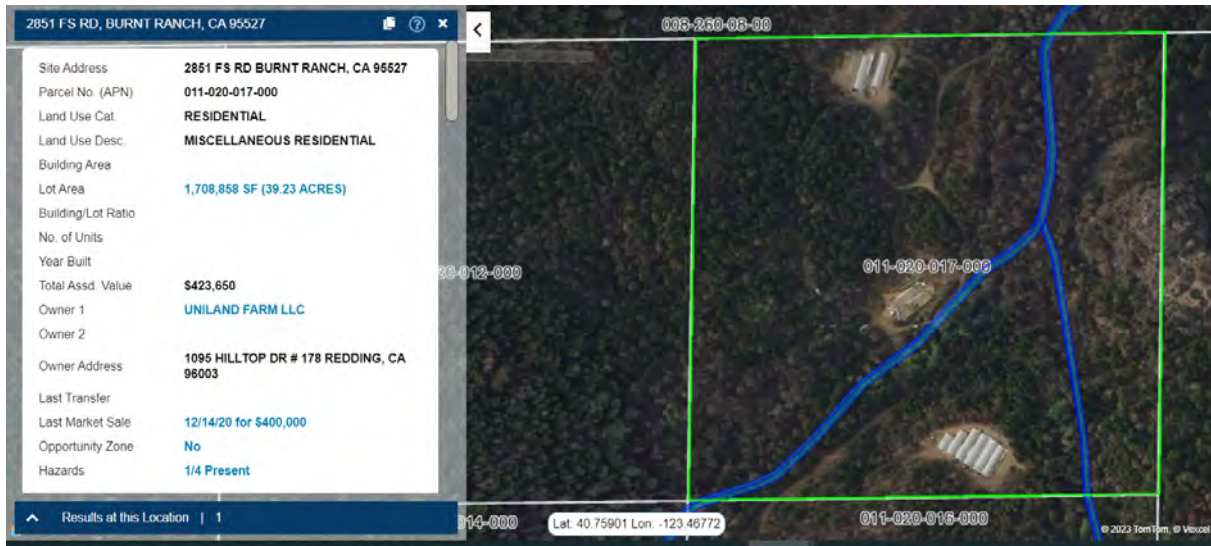 2851 FS RD, BURNT RANCH, CA 95527
Site Address 2851 FS RD BURNT RANCH, CA 95527
Parcel No. (APN) 011-020-017-000
Land Use Cat. RESIDENTIAL
Land Use Desc. MISCELLANEOUS RESIDENTIAL
Building Area
Lot Area 1,708,858 SF (39.23 ACRES)
Building/Lot Ratio
No. of Units
Year Built
Total Assd. Value $423,650
Owner 1 UNILAND FARM LLC
Owner 2
Owner Address 1095 HILLTOP DR # 178 REDDING, CA
96003
Last Transfer
Last Market Sale 12/14/20 for $400,000
Opportunity Zone No
Hazards 1/4 Present
Results at this Location | 1
008-260-08-00
20-012-000
011-020-017-000
14-000
Lat: 40.75901 Lon: -123.46772
011-020-016-000
© 2023 TomTom, © Vexcel